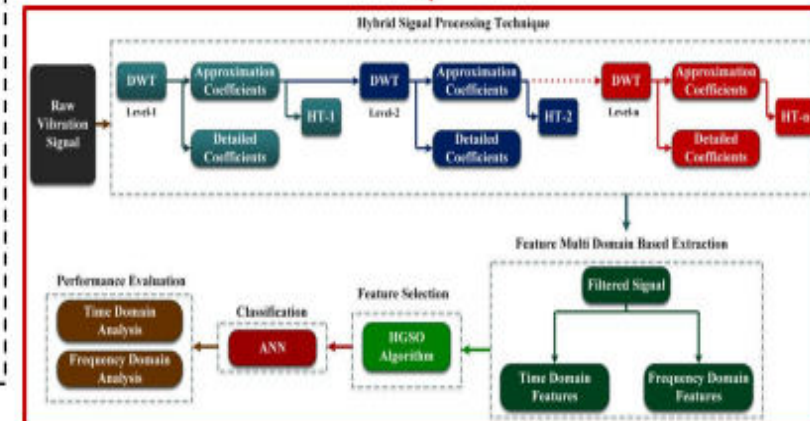 Hybrid Signal Processing Technique
Raw
Vibration
Signal
DWT
Level-1
Approximation
Coefficients
HT-1
Detailed
Coefficients
DWT
Level-2
Approximation
Coefficients
HT-2
Detailed
Coefficients
DWT
Level-n
Approximation
Coefficients
HT-n
Detailed
Coefficients
Feature Multi Domain Based Extraction
Filtered Signal
Time Domain
Features
Frequency Domain
Features
Feature Selection
HGSO
Algorithm
Classification
ANN
Performance Evaluation
Time Domain
Analysis
Frequency Domain
Analysis